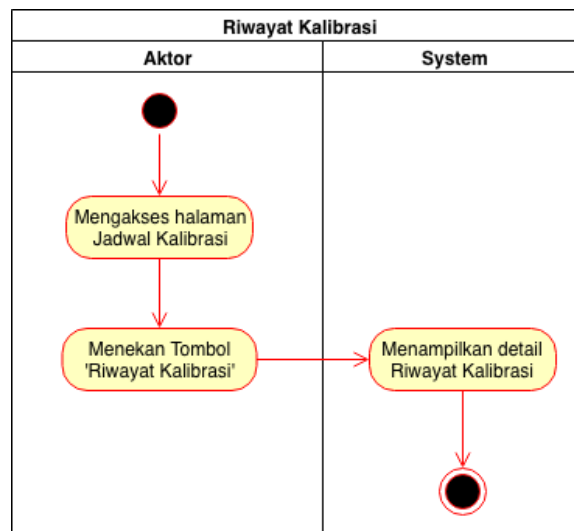 Riwayat Kalibrasi
Aktor
System
Mengakses halaman
Jadwal Kalibrasi
Menekan Tombol
'Riwayat Kalibrasi'
Menampilkan detail
Riwayat Kalibrasi